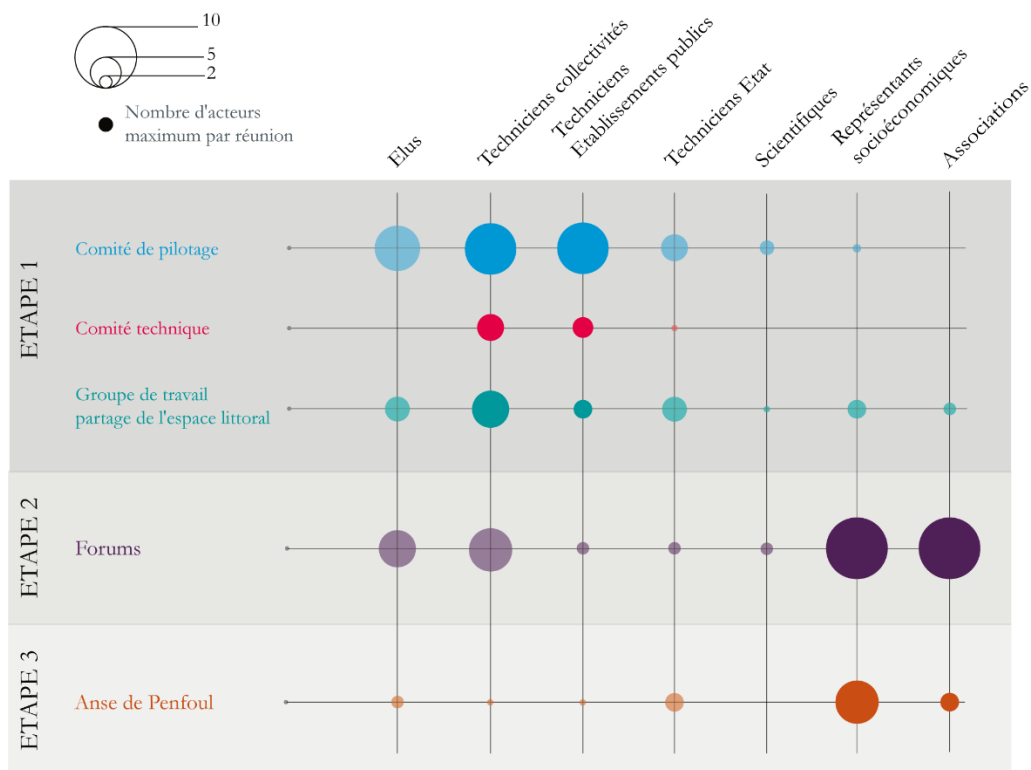 10
5
2
Nombre d'acteurs
maximum par réunion
Elus
Techniciens collectivités
Techniciens
Etablissements publics
Techniciens Etat
Scientifiques
Représentants
socioéconomiques
Associations
ETAPE 1
Comité de pilotage
Comité technique
Groupe de travail
partage de l'espace littoral
ETAPE 2
Forums
ETAPE 3
Anse de Penfoul